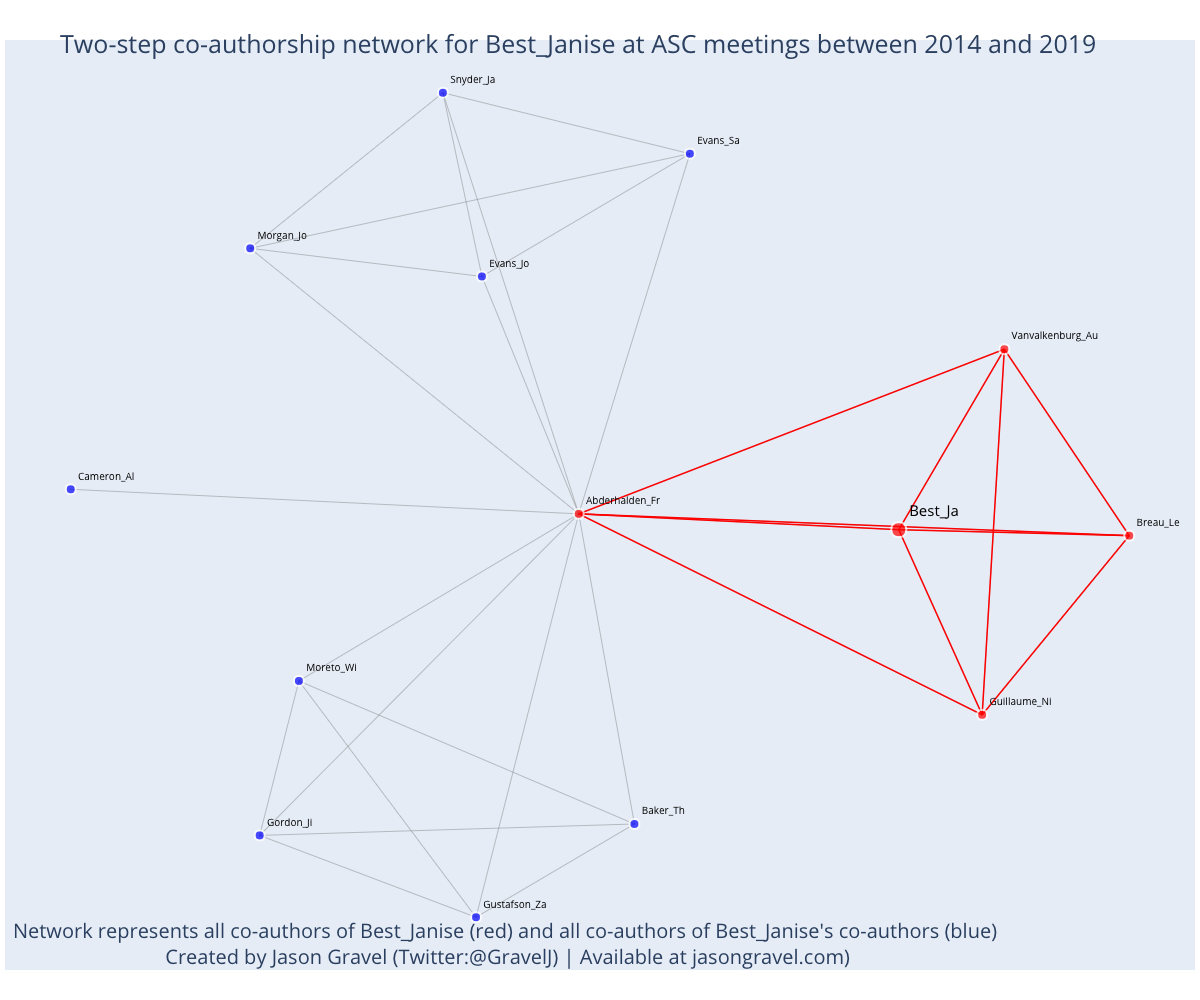 Two-step co-authorship network for Best_Janise at ASC meetings between 2014 and 2019
Snyder_Ja
Evans_Sa
Morgan_Jo
Evans_Jo
Vanvalkenburg_Au
Cameron_Al
Abderhalden_Fr
Best_Ja
Breau_Le
Moreto_Wi
Guillaume_Ni
Baker_Th
Gordon_Ji
Gustafson_Za
Network represents all co-authors of Best_Janise (red) and all co-authors of Best_Janise's co-authors (blue)
Created by Jason Gravel (Twitter:@GravelJ) | Available at jasongravel.com)